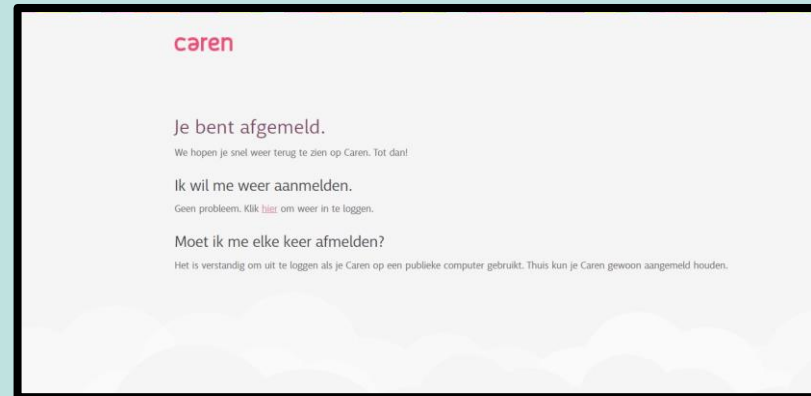 caren
Je bent afgemeld.
We hopen je snel weer terug te zien op Caren. Tot dan!
Ik wil me weer aanmelden.
Geen probleem. Klik hier om weer in te loggen.
Moet ik me elke keer afmelden?
Het is verstandig om uit te loggen als je Caren op een publieke computer gebruikt. Thuis kun je Caren gewoon aangemeld houden.